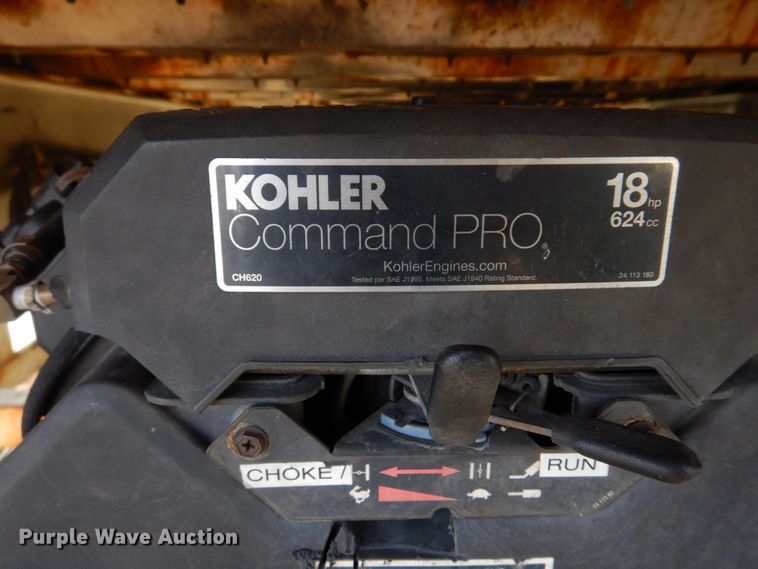 KOHLER
Command PRO®
18 hp
624 cc
KohlerEngines.com
CH620
Tested per SAE J1995. Meets SAE J1940 Rating Standard.
24 113 180
CHOKE /
RUN
Purple Wave Auction